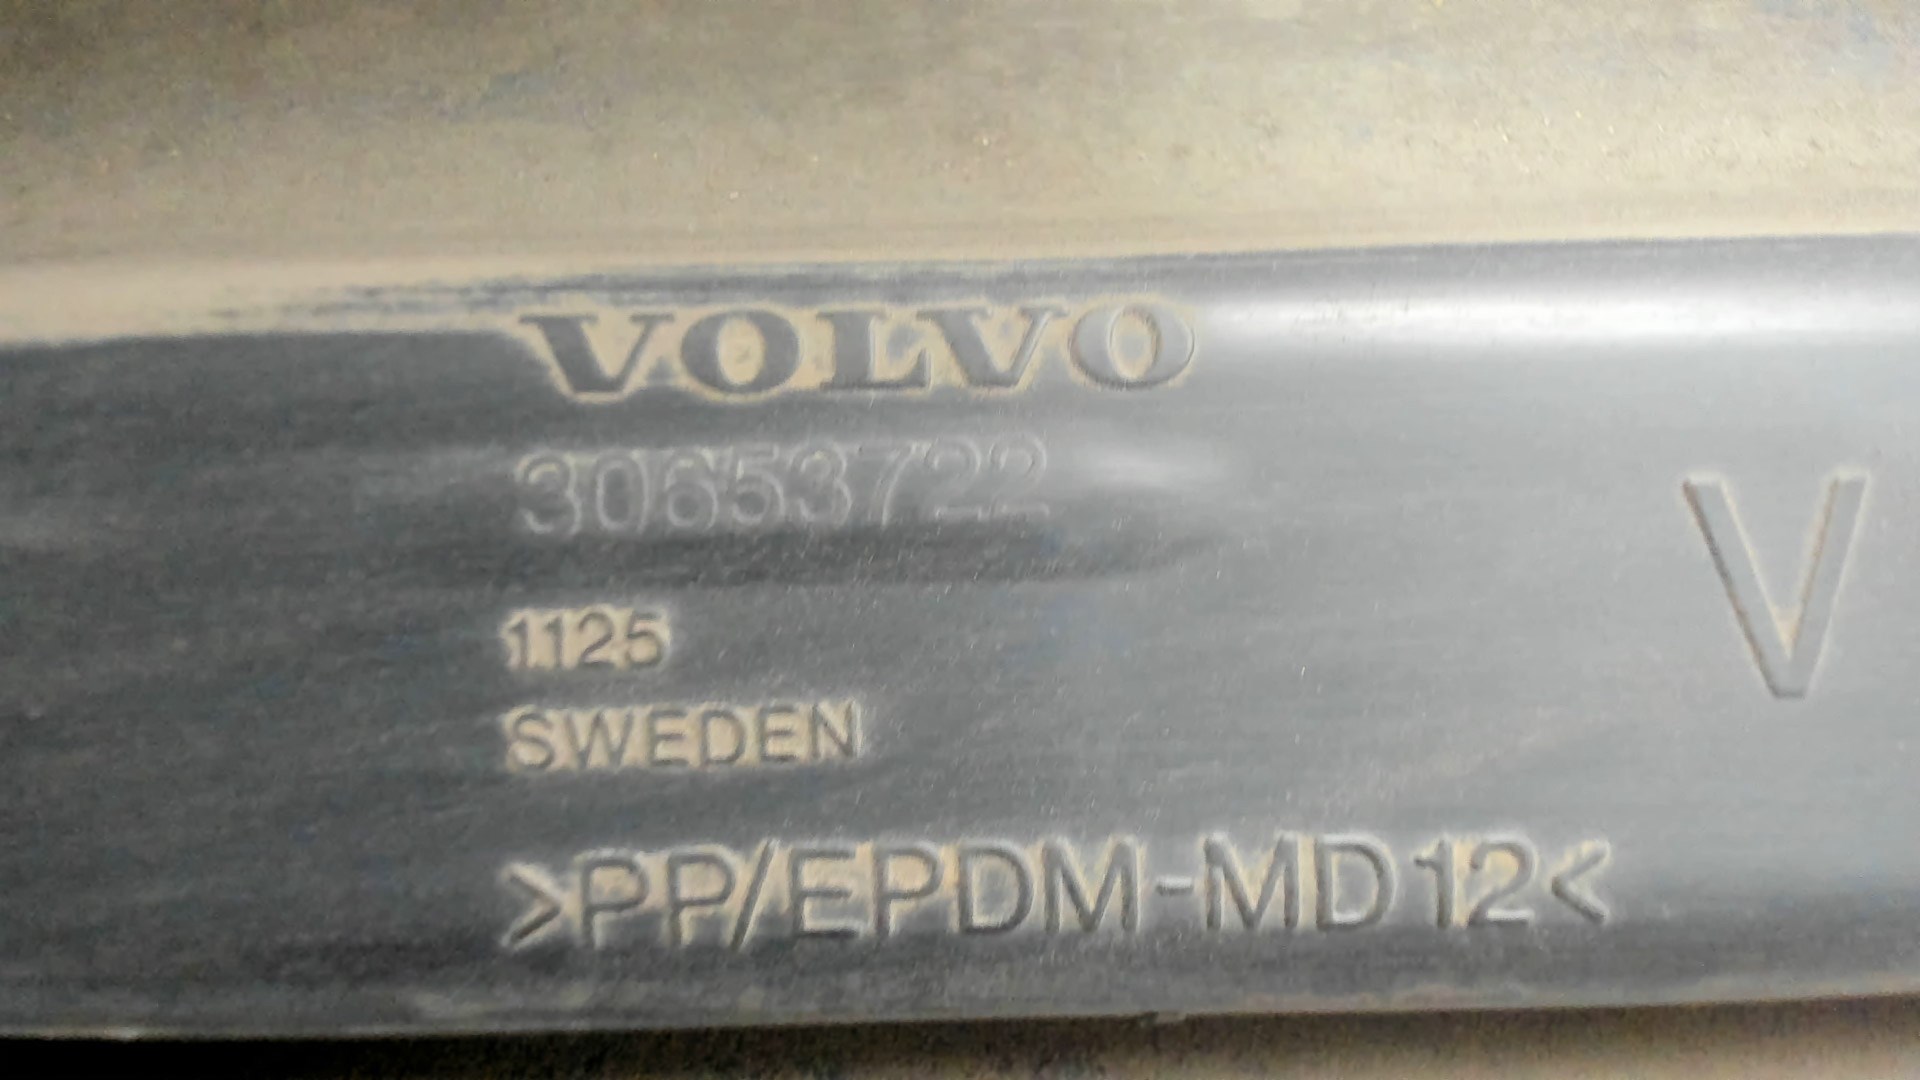 VOLVO
30653722
V
1125
SWEDEN
>PP/EPDM-MD12<